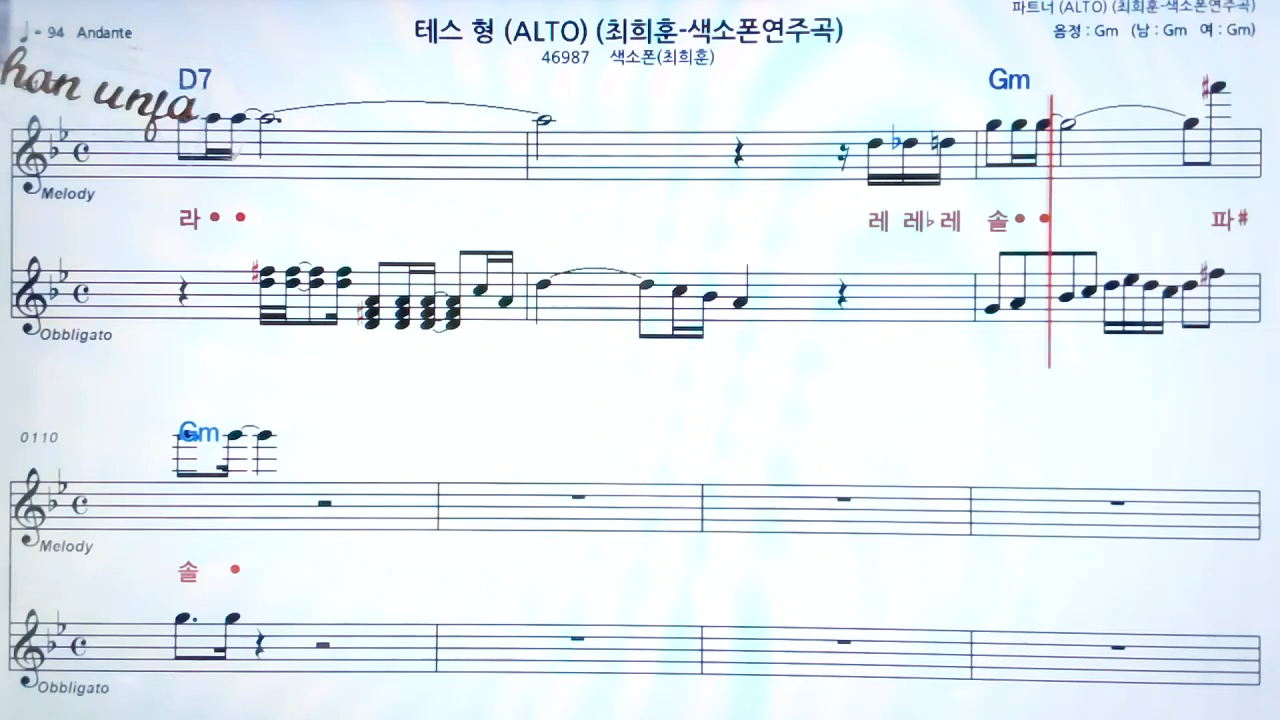 파트너 (ALTO) (최희훈-색소폰연주곡)
테스 형 (ALTO) (최희훈-색소폰연주곡)
♩= 94 Andante
음정 : Gm (남 : Gm 여 : Gm)
46987 색소폰(최희훈)
han unja
D7 Gm
Melody
라 • • 레 레♭ 레 솔 • • 파#
Obbligato
0110 Gm
Melody
솔 •
Obbligato